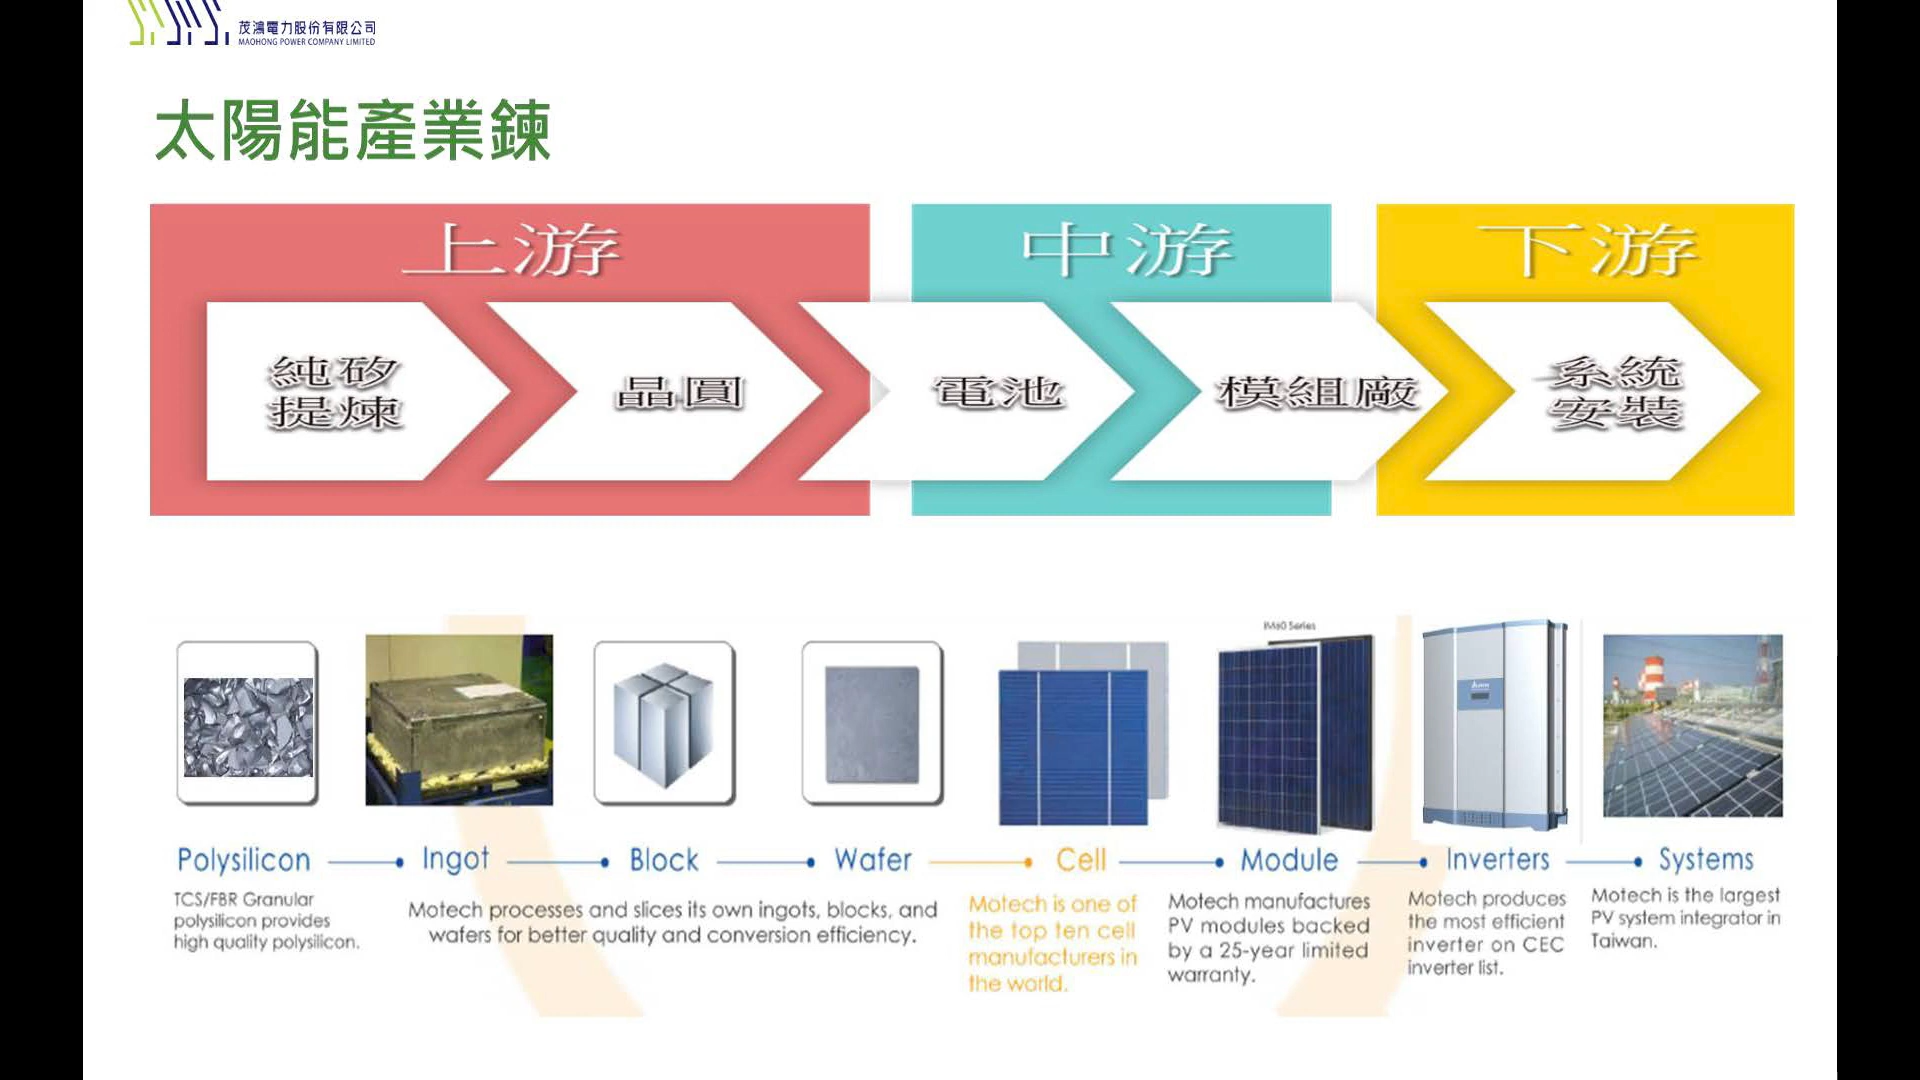 茂鴻電力股份有限公司
MAOHONG POWER COMPANY LIMITED
太陽能產業鍊
上游
中游
下游
純矽
提煉
晶圓
電池
模組廠
系統
安裝
IM60 Series
Polysilicon
Ingot
Block
Wafer
Cell
Module
Inverters
Systems
TCS/FBR Granular
polysilicon provides
high quality polysilicon.
Motech processes and slices its own ingots, blocks, and
wafers for better quality and conversion efficiency.
Motech is one of
the top ten cell
manufacturers in
the world.
Motech manufactures
PV modules backed
by a 25-year limited
warranty.
Motech produces
the most efficient
inverter on CEC
inverter list.
Motech is the largest
PV system integrator in
Taiwan.